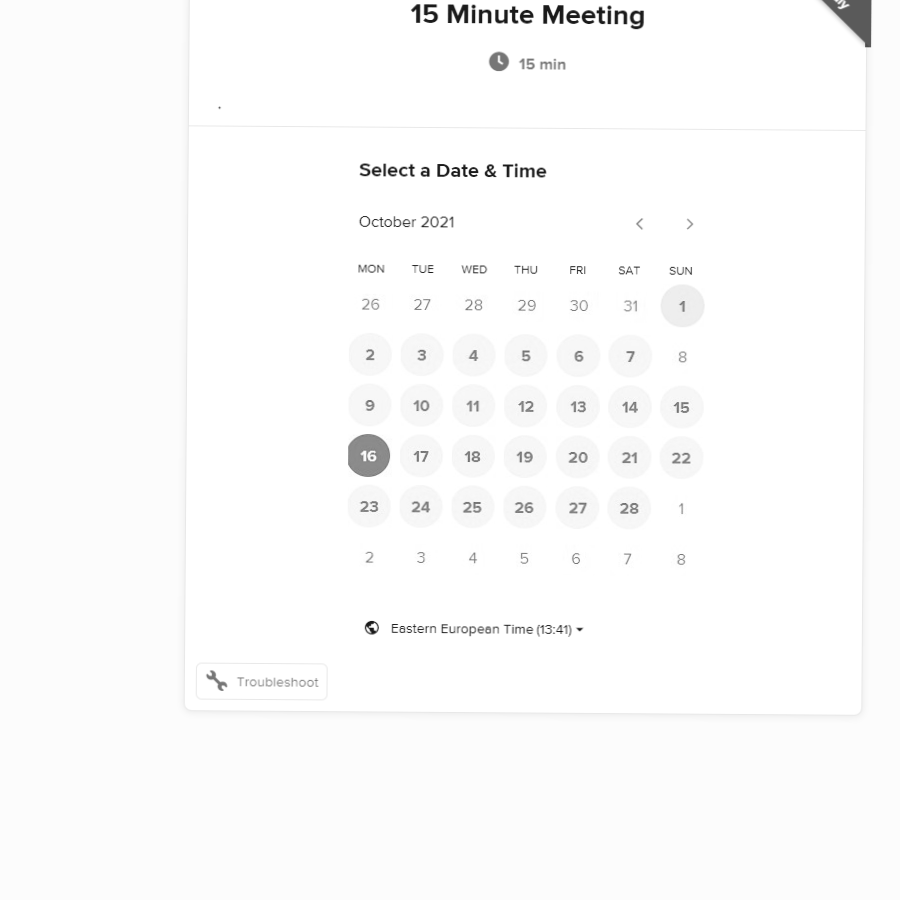 15 Minute Meeting
15 min
.
Select a Date & Time
October 2021
MON TUE WED THU FRI SAT SUN
26 27 28 29 30 31 1
2 3 4 5 6 7 8
9 10 11 12 13 14 15
16 17 18 19 20 21 22
23 24 25 26 27 28 1
2 3 4 5 6 7 8
Eastern European Time (13:41)
Troubleshoot